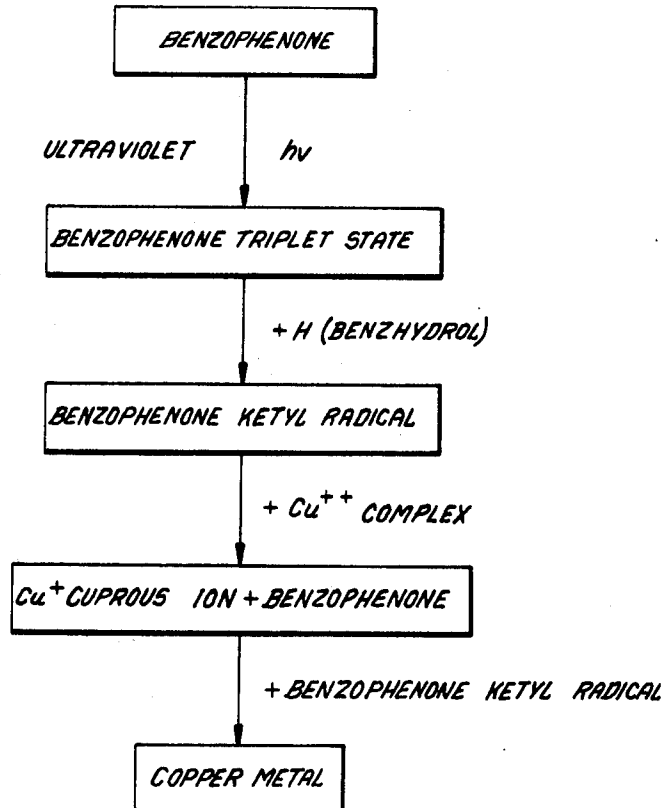 BENZOPHENONE
ULTRAVIOLET hν
BENZOPHENONE TRIPLET STATE
+ H (BENZHYDROL)
BENZOPHENONE KETYL RADICAL
+ Cu++ COMPLEX
Cu+ CUPROUS ION + BENZOPHENONE
+ BENZOPHENONE KETYL RADICAL
COPPER METAL